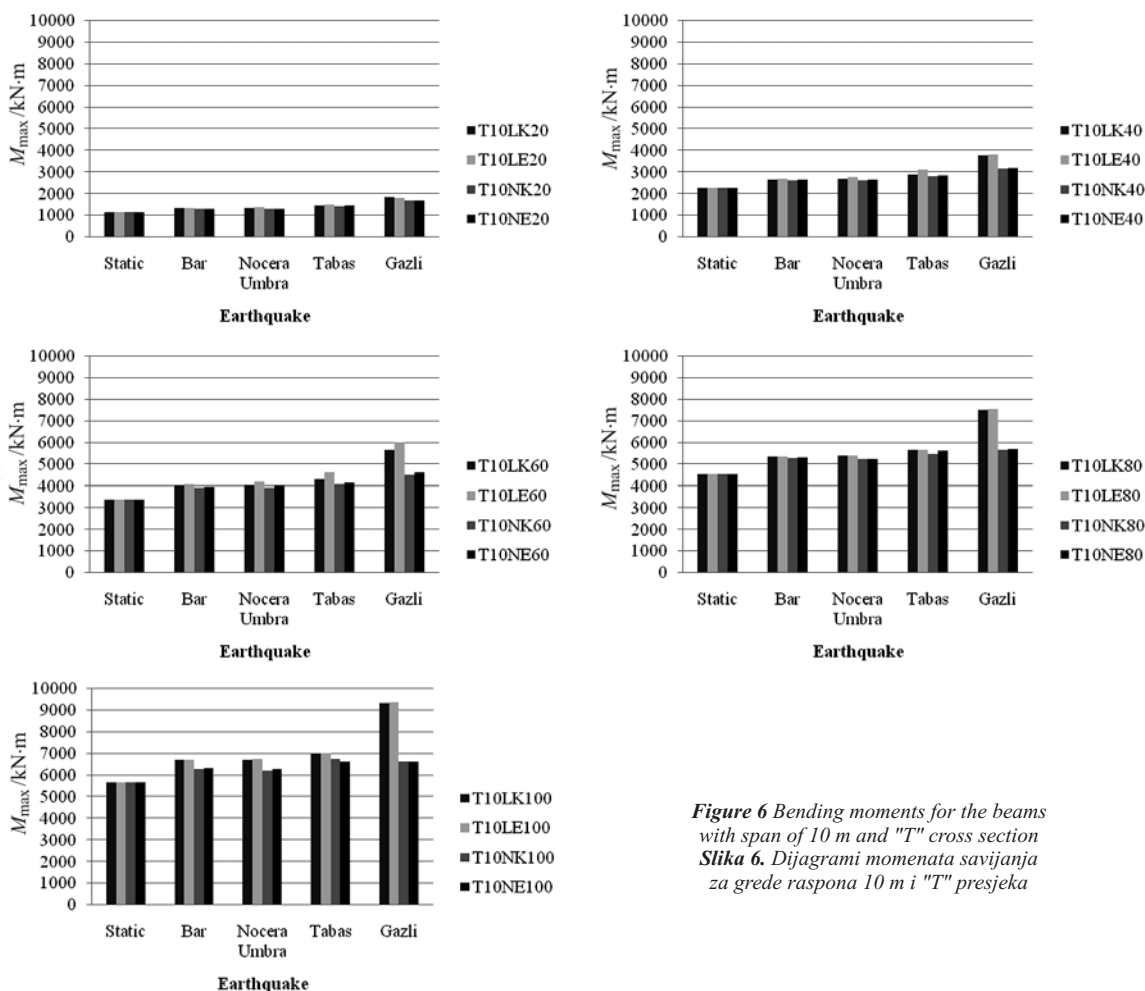 10000
9000
8000
7000
6000
5000
4000
3000
2000
1000
0
M max /kN·m
Static Bar Nocera Umbra Tabas Gazli
Earthquake
T10LK20
T10LE20
T10NK20
T10NE20
10000
9000
8000
7000
6000
5000
4000
3000
2000
1000
0
M max /kN·m
Static Bar Nocera Umbra Tabas Gazli
Earthquake
T10LK40
T10LE40
T10NK40
T10NE40
10000
9000
8000
7000
6000
5000
4000
3000
2000
1000
0
M max /kN·m
Static Bar Nocera Umbra Tabas Gazli
Earthquake
T10LK60
T10LE60
T10NK60
T10NE60
10000
9000
8000
7000
6000
5000
4000
3000
2000
1000
0
M max /kN·m
Static Bar Nocera Umbra Tabas Gazli
Earthquake
T10LK80
T10LE80
T10NK80
T10NE80
10000
9000
8000
7000
6000
5000
4000
3000
2000
1000
0
M max /kN·m
Static Bar Nocera Umbra Tabas Gazli
Earthquake
T10LK100
T10LE100
T10NK100
T10NE100
Figure 6 Bending moments for the beams
with span of 10 m and "T" cross section
Slika 6. Dijagrami momenata savijanja
za grede raspona 10 m i "T" presjeka